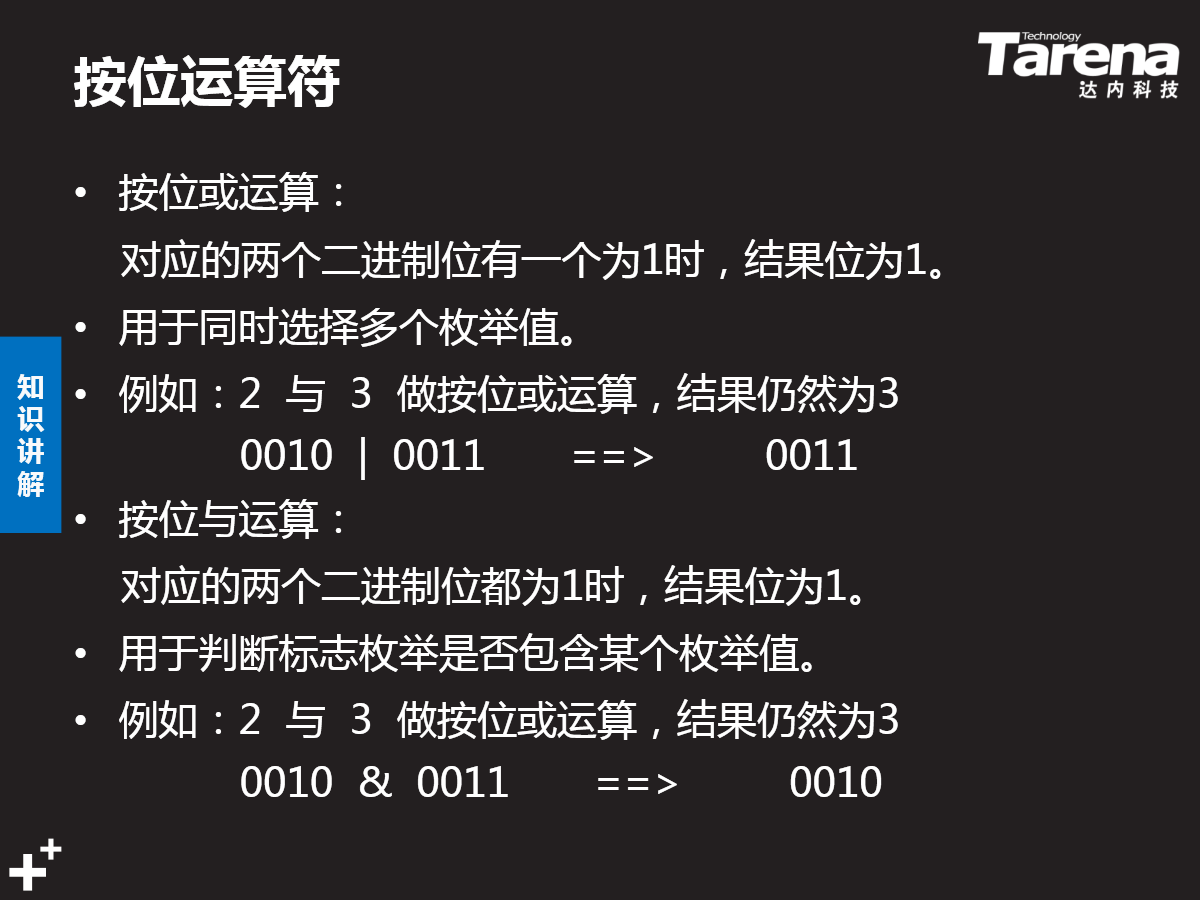 按位运算符
Technology
Tarena
达内科技
• 按位或运算：
对应的两个二进制位有一个为1时，结果位为1。
• 用于同时选择多个枚举值。
• 例如：2 与 3 做按位或运算，结果仍然为3
0010 | 0011 ==> 0011
• 按位与运算：
对应的两个二进制位都为1时，结果位为1。
• 用于判断标志枚举是否包含某个枚举值。
• 例如：2 与 3 做按位或运算，结果仍然为3
0010 & 0011 ==> 0010
知识讲解